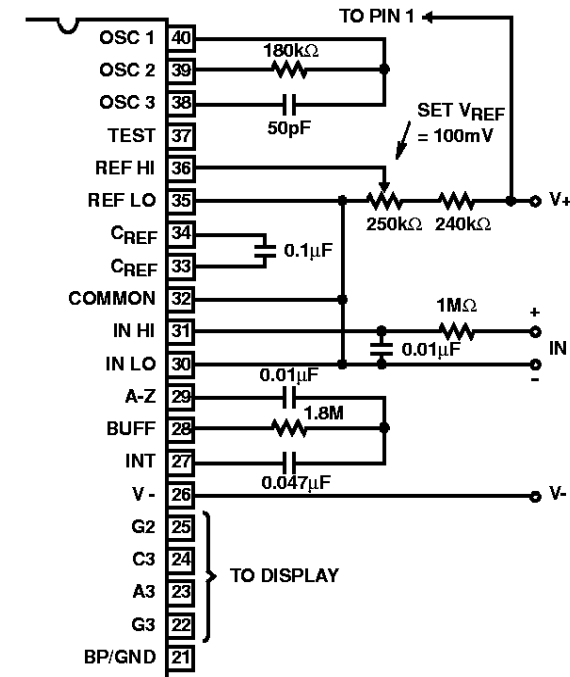 TO PIN 1
OSC 1 40
180kΩ
OSC 2 39
OSC 3 38
50pF
SET VREF
= 100mV
TEST 37
REF HI 36
REF LO 35
V+
250kΩ 240kΩ
CREF 34
0.1µF
CREF 33
COMMON 32
1MΩ
+
IN HI 31
0.01µF
IN
IN LO 30
-
0.01µF
A-Z 29
1.8M
BUFF 28
INT 27
0.047µF
V - 26
V-
G2 25
C3 24
TO DISPLAY
A3 23
G3 22
BP/GND 21